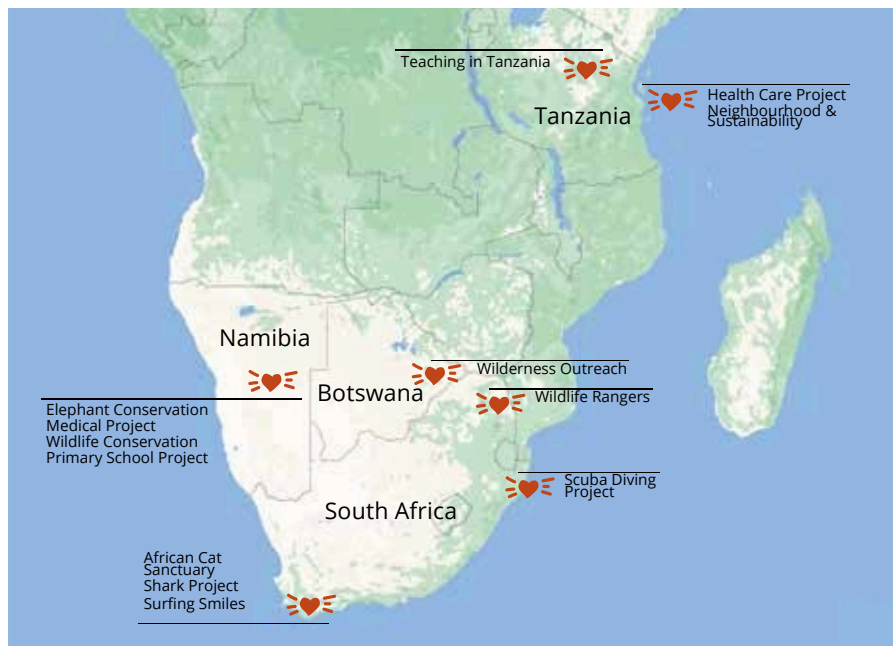 Teaching in Tanzania
Tanzania
Health Care Project
Neighbourhood &
Sustainability
Namibia
Elephant Conservation
Medical Project
Wildlife Conservation
Primary School Project
Botswana
Wilderness Outreach
Wildlife Rangers
Scuba Diving
Project
South Africa
African Cat
Sanctuary
Shark Project
Surfing Smiles